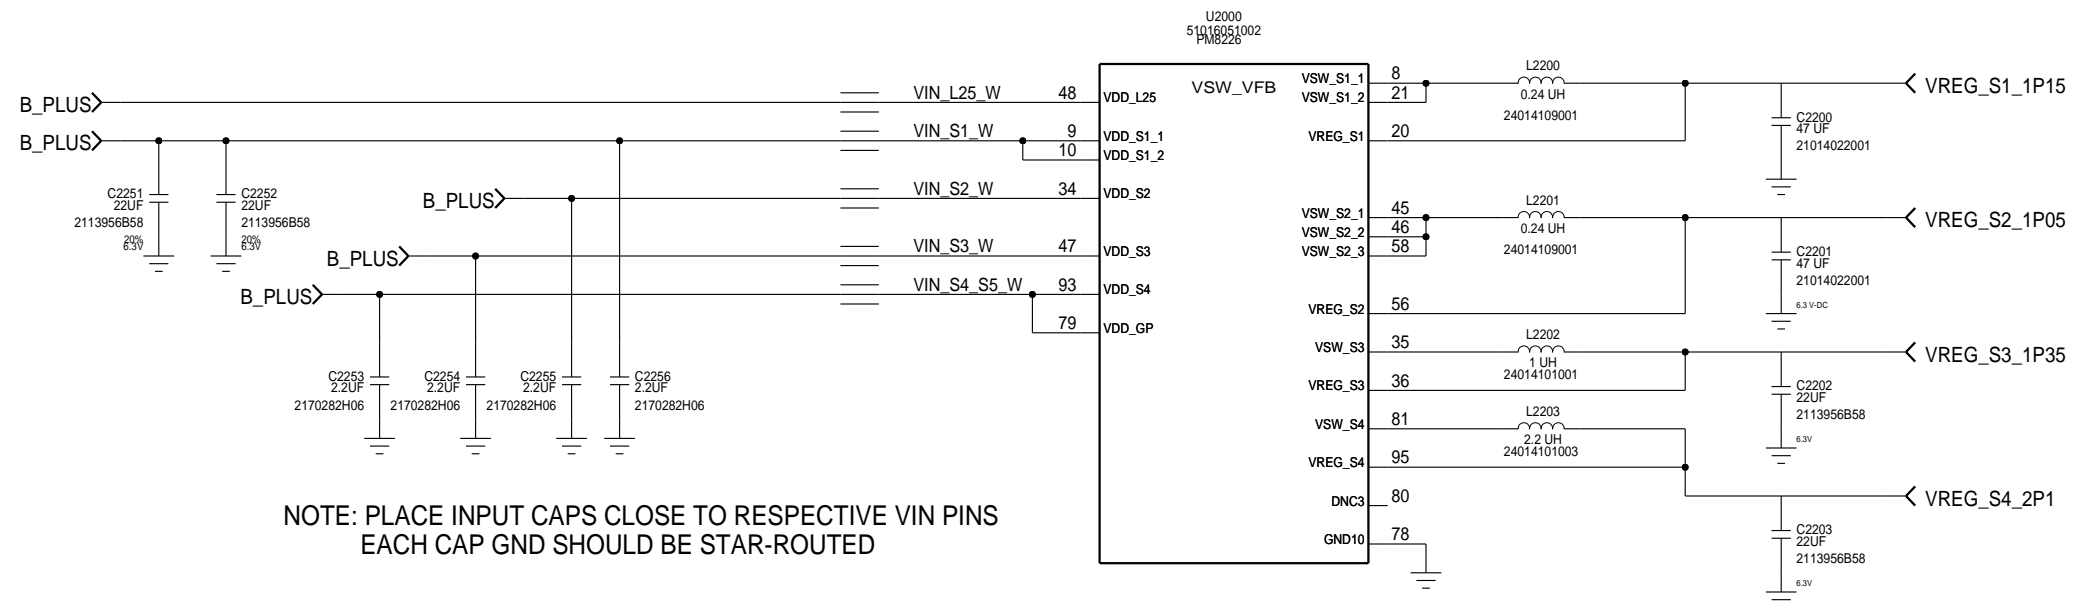 U2000
51016051002
PM8226
VSW_VFB
B_PLUS
VIN_L25_W
48
VDD_L25
B_PLUS
VIN_S1_W
9
VDD_S1_1
10
VDD_S1_2
C2251
22UF
2113956B58
20%
6.3V
C2252
22UF
2113956B58
20%
6.3V
B_PLUS
VIN_S2_W
34
VDD_S2
B_PLUS
VIN_S3_W
47
VDD_S3
B_PLUS
VIN_S4_S5_W
93
VDD_S4
79
VDD_GP
C2253
2.2UF
2170282H06
C2254
2.2UF
2170282H06
C2255
2.2UF
2170282H06
C2256
2.2UF
2170282H06
VSW_S1_1
8
VSW_S1_2
21
L2200
0.24 UH
24014109001
VREG_S1
20
VREG_S1_1P15
C2200
47 UF
21014022001
VSW_S2_1
45
VSW_S2_2
46
VSW_S2_3
58
L2201
0.24 UH
24014109001
VREG_S2_1P05
C2201
47 UF
21014022001
6.3 V-DC
VREG_S2
56
VSW_S3
35
L2202
1 UH
24014101001
VREG_S3_1P35
VREG_S3
36
C2202
22UF
2113956B58
6.3V
VSW_S4
81
L2203
2.2 UH
24014101003
VREG_S4
95
VREG_S4_2P1
C2203
22UF
2113956B58
6.3V
DNC3
80
GND10
78
NOTE: PLACE INPUT CAPS CLOSE TO RESPECTIVE VIN PINS
EACH CAP GND SHOULD BE STAR-ROUTED